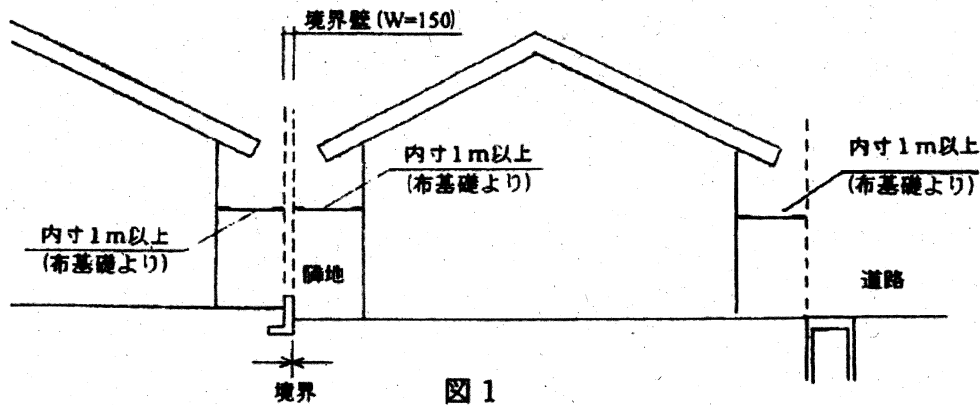 境界壁(W=150)
内寸1m以上
(布基礎より)
内寸1m以上
(布基礎より)
内寸1m以上
(布基礎より)
隣地
道路
境界
図1